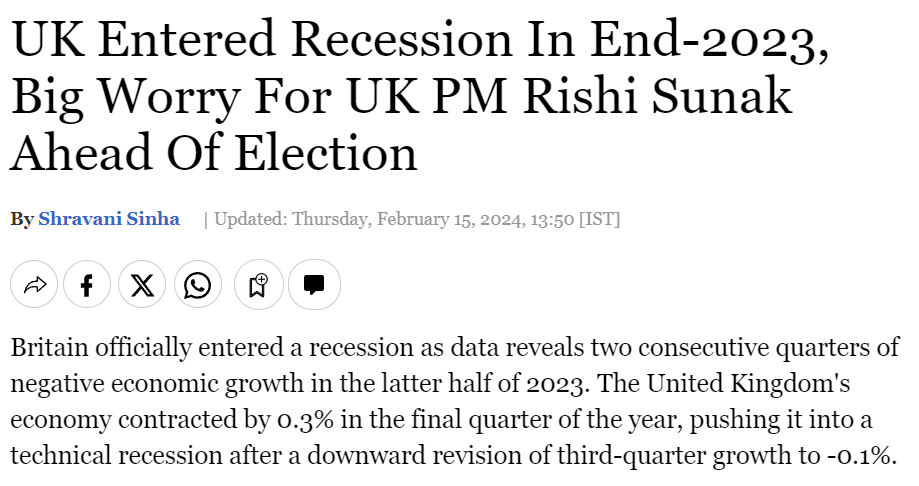 UK Entered Recession In End-2023,
Big Worry For UK PM Rishi Sunak
Ahead Of Election
By Shravani Sinha | Updated: Thursday, February 15, 2024, 13:50 [IST]
Britain officially entered a recession as data reveals two consecutive quarters of
negative economic growth in the latter half of 2023. The United Kingdom's
economy contracted by 0.3% in the final quarter of the year, pushing it into a
technical recession after a downward revision of third-quarter growth to -0.1%.